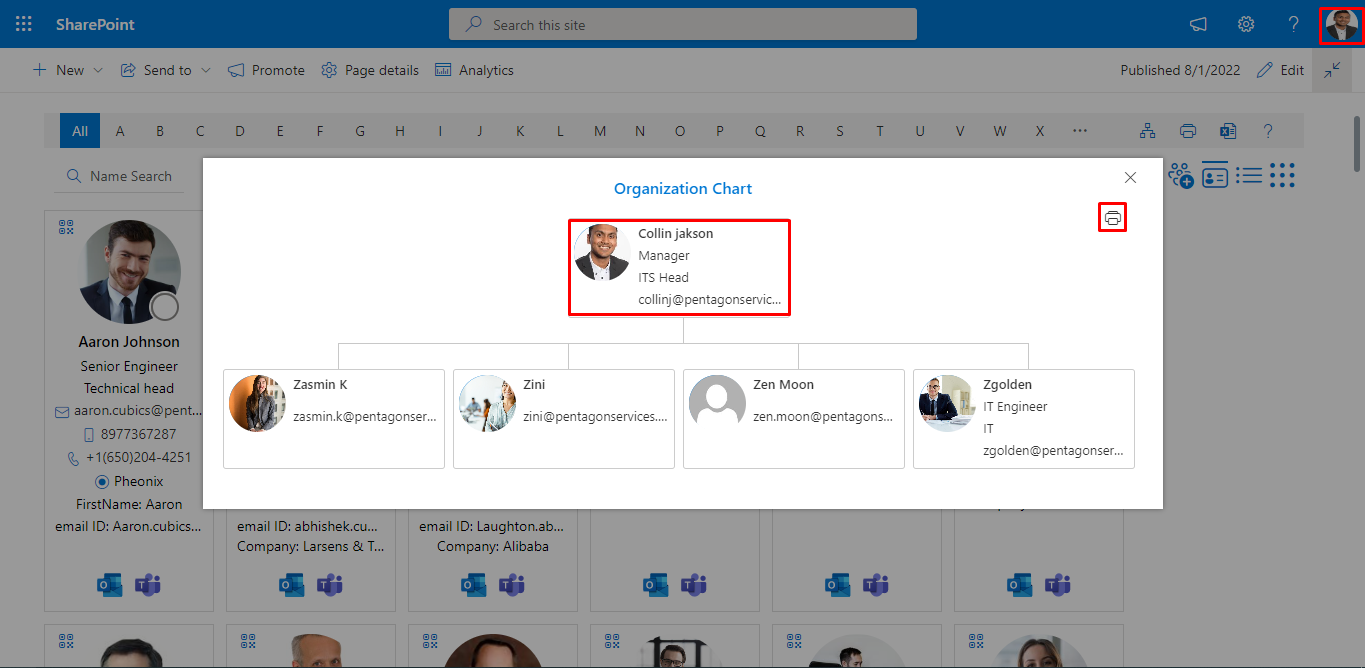 SharePoint
Search this site
?
New
Send to
Promote
Page details
Analytics
Published 8/1/2022
Edit
All A B C D E F G H I J K L M N O P Q R S T U V W X ...
?
Name Search
Organization Chart
Collin jakson
Manager
ITS Head
collinj@pentagonservic...
Zasmin K
zasmin.k@pentagonser...
Zini
zini@pentagonservices....
Zen Moon
zen.moon@pentagons...
Zgolden
IT Engineer
IT
zgolden@pentagonser...
Aaron Johnson
Senior Engineer
Technical head
aaron.cubics@pent...
8977367287
+1(650)204-4251
Pheonix
FirstName: Aaron
email ID: Aaron.cubics...
email ID: abhishek.cu...
Company: Larsens & T...
email ID: Laughton.ab...
Company: Alibaba